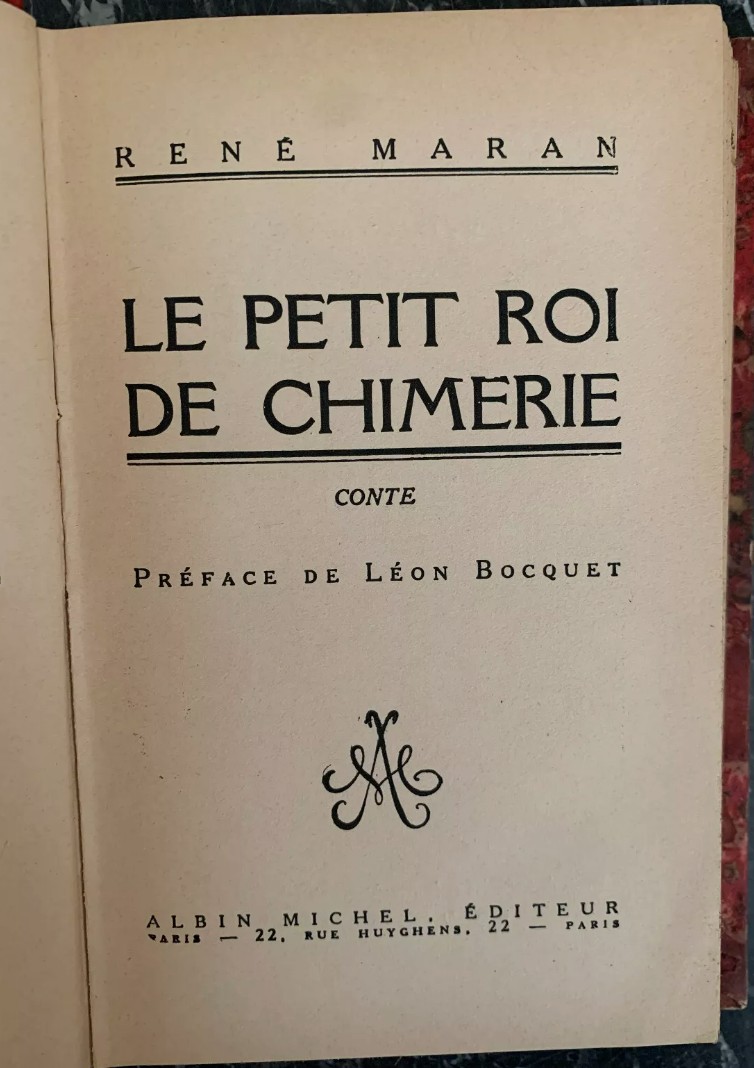 RENÉ MARAN
LE PETIT ROI
DE CHIMERIE
CONTE
PRÉFACE DE LÉON BOCQUET
ALBIN MICHEL, ÉDITEUR
PARIS — 22, RUE HUYGHENS, 22 — PARIS